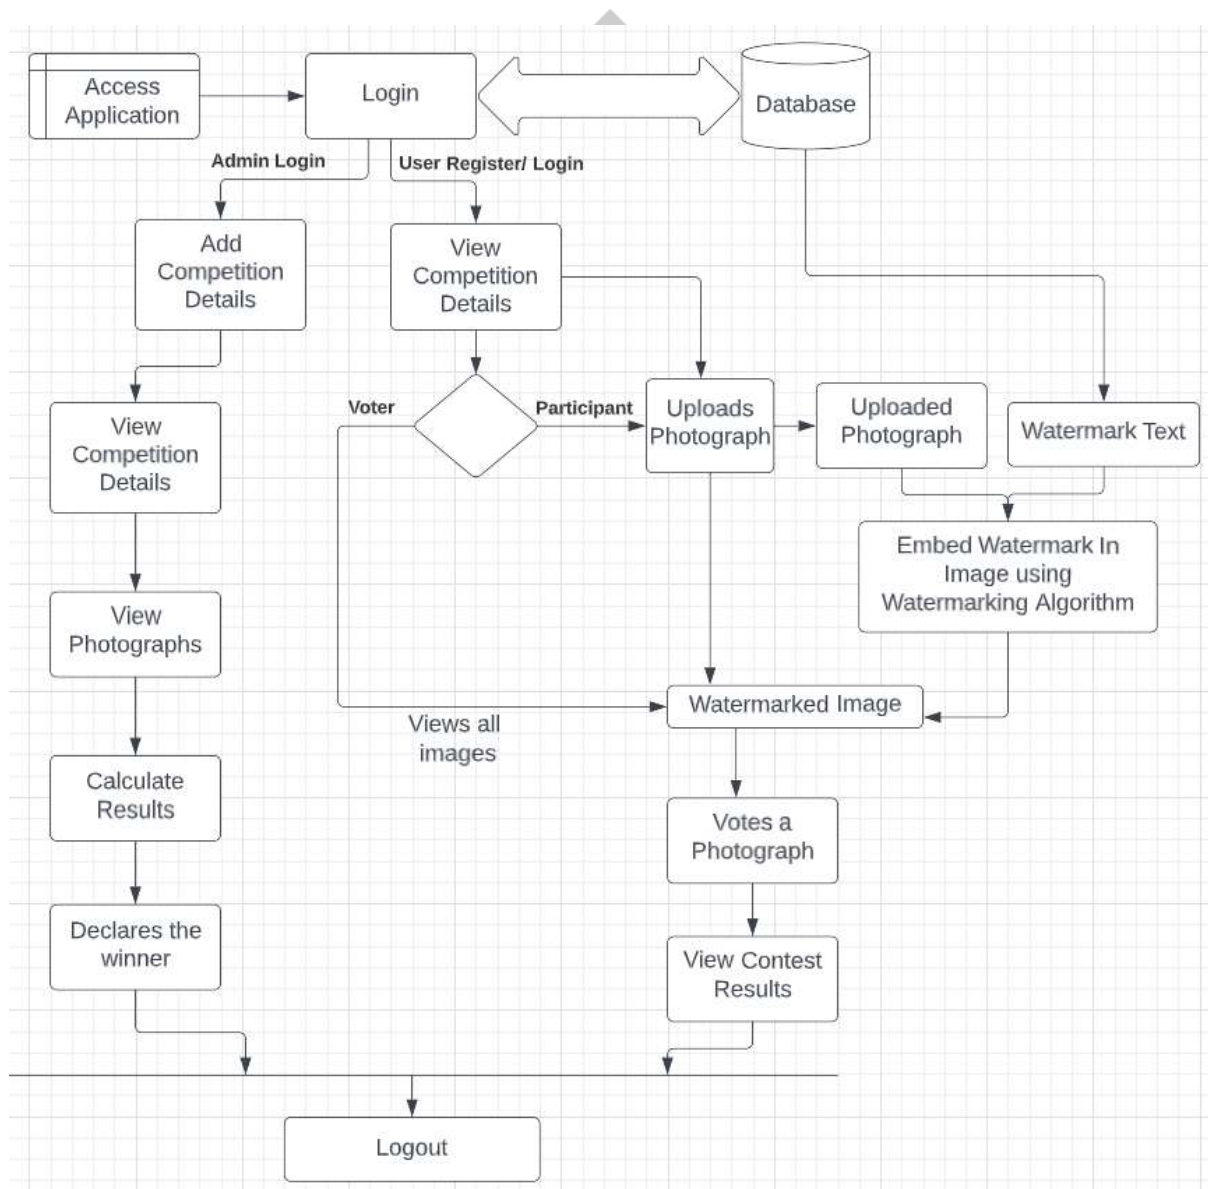 Access
Application
Login
Database
Admin Login
User Register/ Login
Add
Competition
Details
View
Competition
Details
Voter
Participant
Uploads
Photograph
Uploaded
Photograph
Watermark Text
View
Competition
Details
Embed Watermark In
Image using
Watermarking Algorithm
View
Photographs
Watermarked Image
Views all
images
Calculate
Results
Votes a
Photograph
Declares the
winner
View Contest
Results
Logout